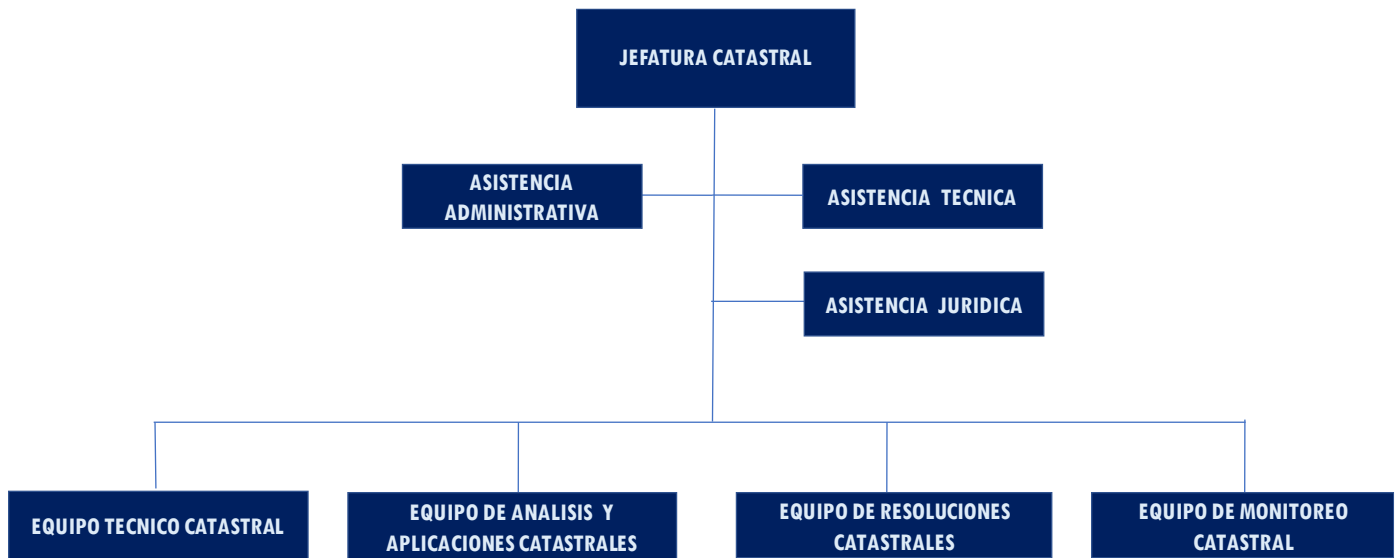 JEFATURA CATASTRAL
ASISTENCIA
ADMINISTRATIVA
ASISTENCIA TECNICA
ASISTENCIA JURIDICA
EQUIPO TECNICO CATASTRAL
EQUIPO DE ANALISIS Y
APLICACIONES CATASTRALES
EQUIPO DE RESOLUCIONES
CATASTRALES
EQUIPO DE MONITOREO
CATASTRAL